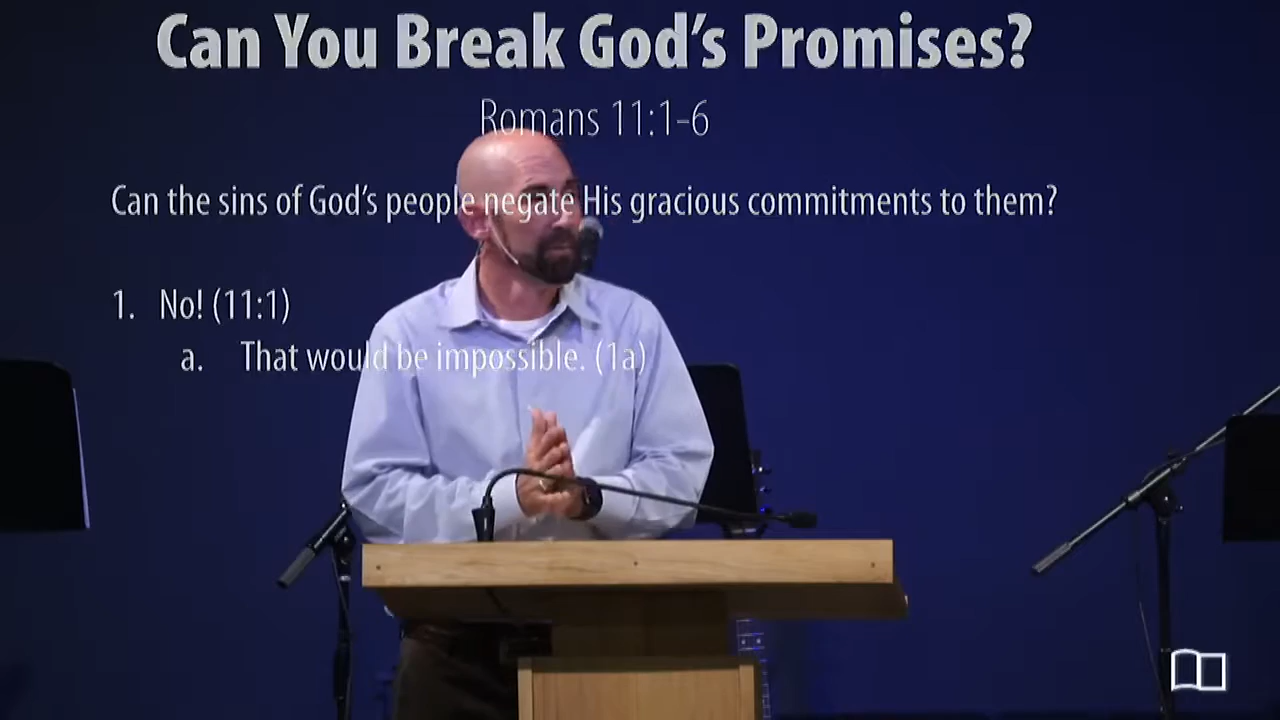 Can You Break God's Promises?
Romans 11:1-6
Can the sins of God's people negate His gracious commitments to them?
1. No! (11:1)
a. That would be impossible. (1a)